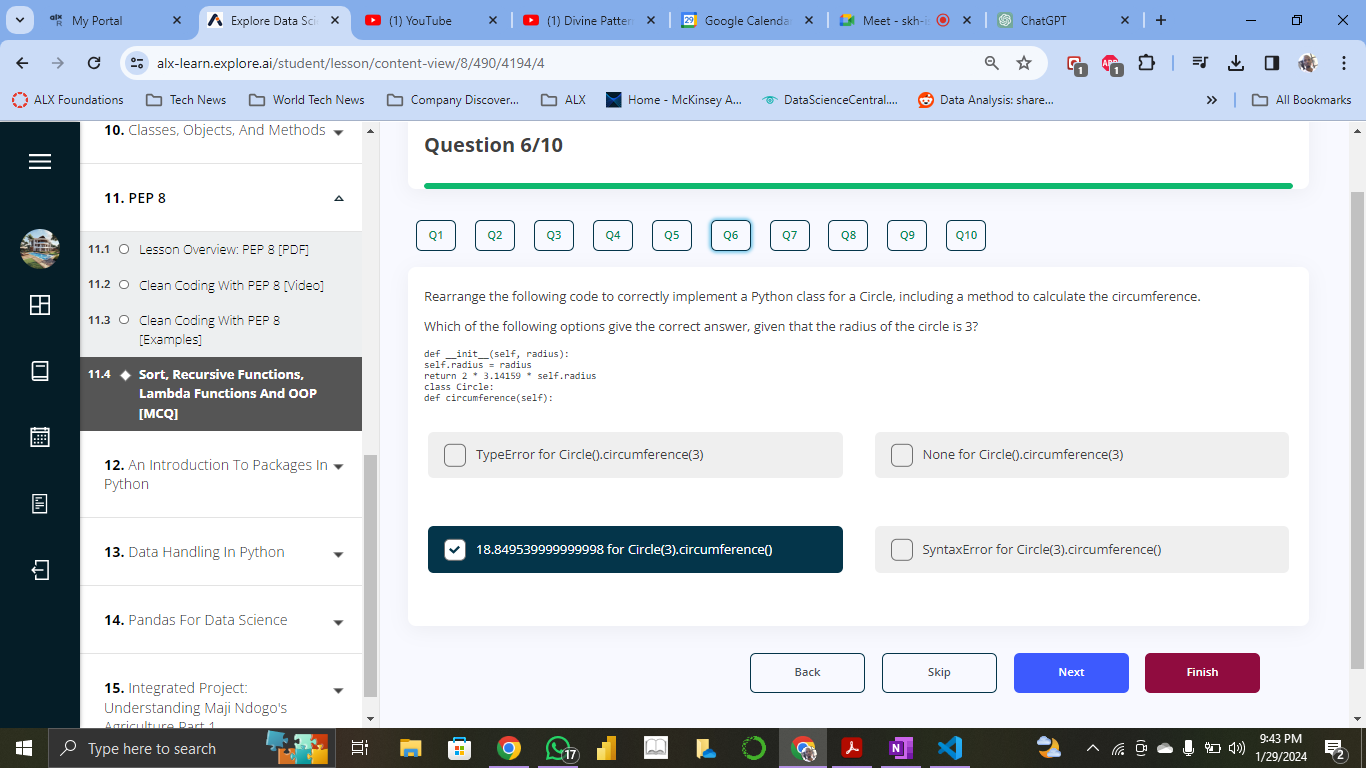 My Portal
Explore Data Sci
(1) YouTube
(1) Divine Patter
Google Calenda
Meet - skh-i
ChatGPT
alx-learn.explore.ai/student/lesson/content-view/8/490/4194/4
1
1
ALX Foundations
Tech News
World Tech News
Company Discover...
ALX
Home - McKinsey A...
DataScienceCentral....
Data Analysis: share...
»
All Bookmarks
10. Classes, Objects, And Methods
11. PEP 8
11.1 Lesson Overview: PEP 8 [PDF]
11.2 Clean Coding With PEP 8 [Video]
11.3 Clean Coding With PEP 8
[Examples]
11.4 Sort, Recursive Functions,
Lambda Functions And OOP
[MCQ]
12. An Introduction To Packages In
Python
13. Data Handling In Python
14. Pandas For Data Science
15. Integrated Project:
Understanding Maji Ndogo's
Agriculture Part 1
Question 6/10
Q1
Q2
Q3
Q4
Q5
Q6
Q7
Q8
Q9
Q10
Rearrange the following code to correctly implement a Python class for a Circle, including a method to calculate the circumference.
Which of the following options give the correct answer, given that the radius of the circle is 3?
def __init__(self, radius):
self.radius = radius
return 2 * 3.14159 * self.radius
class Circle:
def circumference(self):
TypeError for Circle().circumference(3)
None for Circle().circumference(3)
18.849539999999998 for Circle(3).circumference()
SyntaxError for Circle(3).circumference()
Back
Skip
Next
Finish
Type here to search
17
9:43 PM
1/29/2024
2